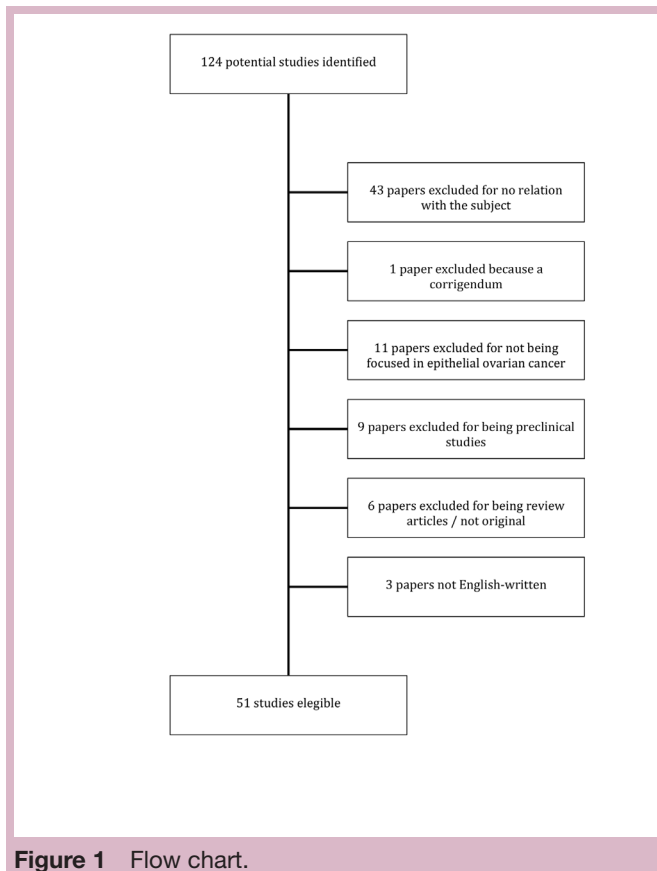 124 potential studies identified
43 papers excluded for no relation
with the subject
1 paper excluded because a
corrigendum
11 papers excluded for not being
focused in epithelial ovarian cancer
9 papers excluded for being preclinical
studies
6 papers excluded for being review
articles / not original
3 papers not English-written
51 studies elegible
Figure 1 Flow chart.